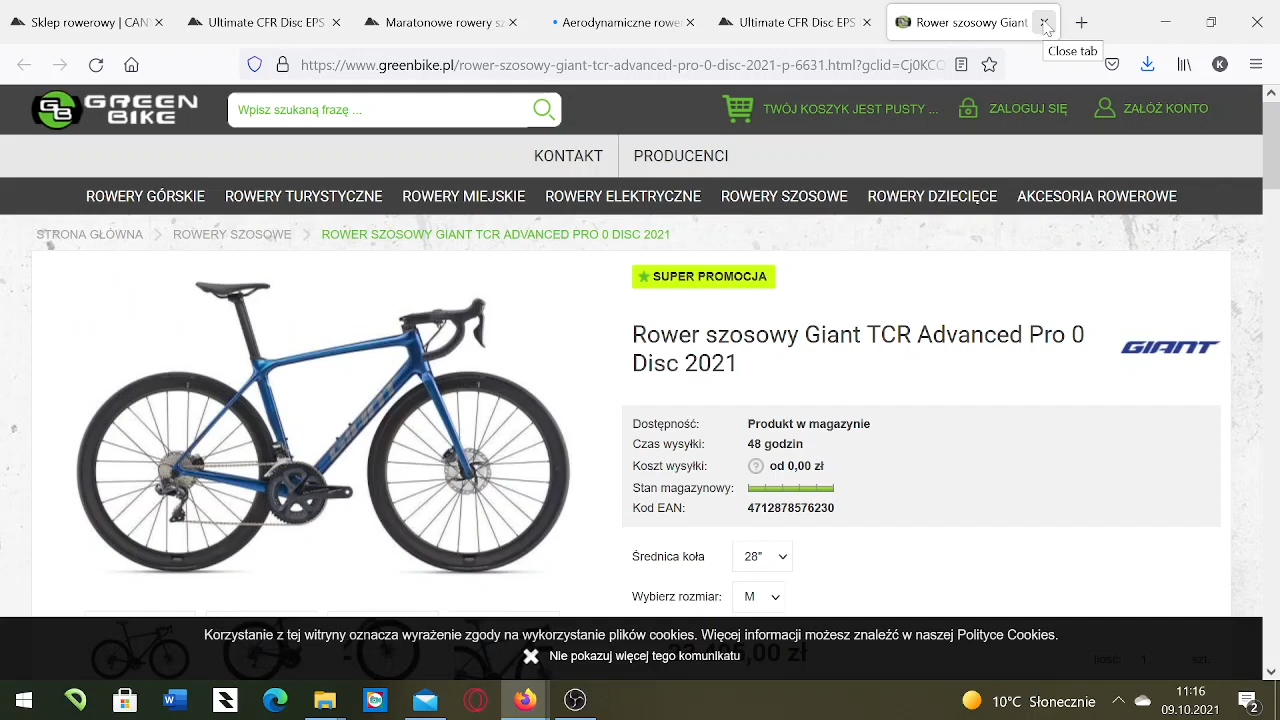 Sklep rowerowy | CAN
Ultimate CFR Disc EPS
Maratonowe rowery sz
Aerodynamiczne rower
Ultimate CFR Disc EPS
Rower szosowy Giant
Close tab
https://www.greenbike.pl/rower-szosowy-giant-tcr-advanced-pro-0-disc-2021-p-6631.html?gclid=Cj0KCQ
K
GB GREEN BIKE
Wpisz szukaną frazę ...
TWÓJ KOSZYK JEST PUSTY ...
ZALOGUJ SIĘ
ZAŁÓŻ KONTO
KONTAKT
PRODUCENCI
ROWERY GÓRSKIE
ROWERY TURYSTYCZNE
ROWERY MIEJSKIE
ROWERY ELEKTRYCZNE
ROWERY SZOSOWE
ROWERY DZIECIĘCE
AKCESORIA ROWEROWE
STRONA GŁÓWNA
ROWERY SZOSOWE
ROWER SZOSOWY GIANT TCR ADVANCED PRO 0 DISC 2021
SUPER PROMOCJA
Rower szosowy Giant TCR Advanced Pro 0
Disc 2021
GIANT
GIANT
Dostępność: Produkt w magazynie
Czas wysyłki: 48 godzin
Koszt wysyłki: ? od 0,00 zł
Stan magazynowy:
Kod EAN: 4712878576230
Średnica koła 28"
Wybierz rozmiar: M
Korzystanie z tej witryny oznacza wyrażenie zgody na wykorzystanie plików cookies. Więcej informacji możesz znaleźć w naszej Polityce Cookies.
Nie pokazuj więcej tego komunikatu
,00 zł
Ilość: 1 szt.
10°C Słonecznie
11:16
09.10.2021
2